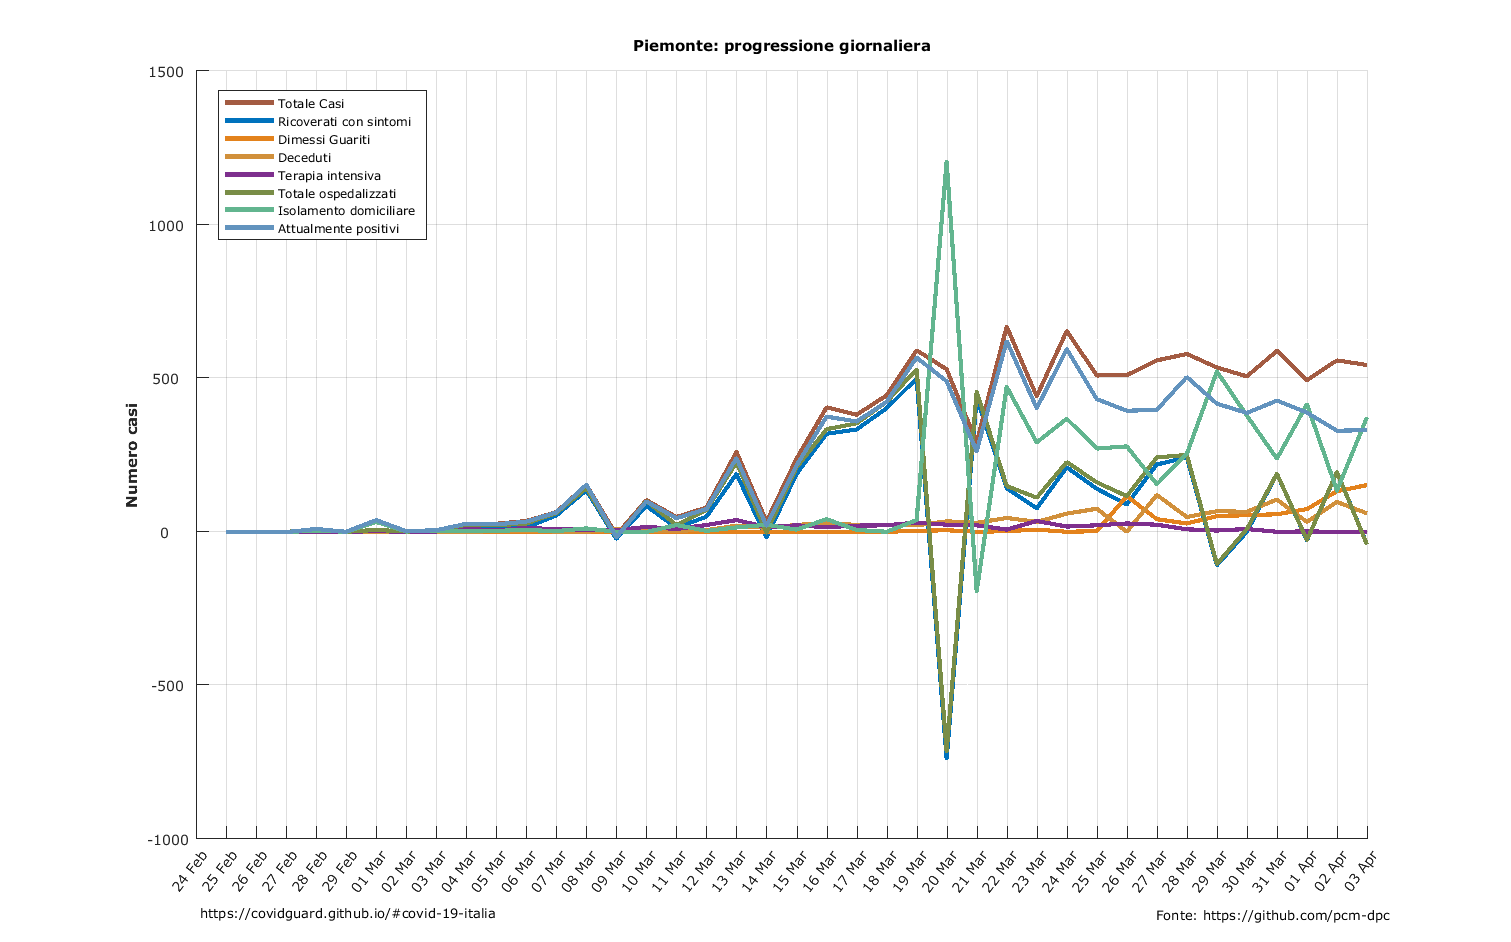 Piemonte: progressione giornaliera
1500
1000
500
0
-500
-1000
Numero casi
Totale Casi
Ricoverati con sintomi
Dimessi Guariti
Deceduti
Terapia intensiva
Totale ospedalizzati
Isolamento domiciliare
Attualmente positivi
24 Feb
25 Feb
26 Feb
27 Feb
28 Feb
29 Feb
01 Mar
02 Mar
03 Mar
04 Mar
05 Mar
06 Mar
07 Mar
08 Mar
09 Mar
10 Mar
11 Mar
12 Mar
13 Mar
14 Mar
15 Mar
16 Mar
17 Mar
18 Mar
19 Mar
20 Mar
21 Mar
22 Mar
23 Mar
24 Mar
25 Mar
26 Mar
27 Mar
28 Mar
29 Mar
30 Mar
31 Mar
01 Apr
02 Apr
03 Apr
https://covidguard.github.io/#covid-19-italia
Fonte: https://github.com/pcm-dpc